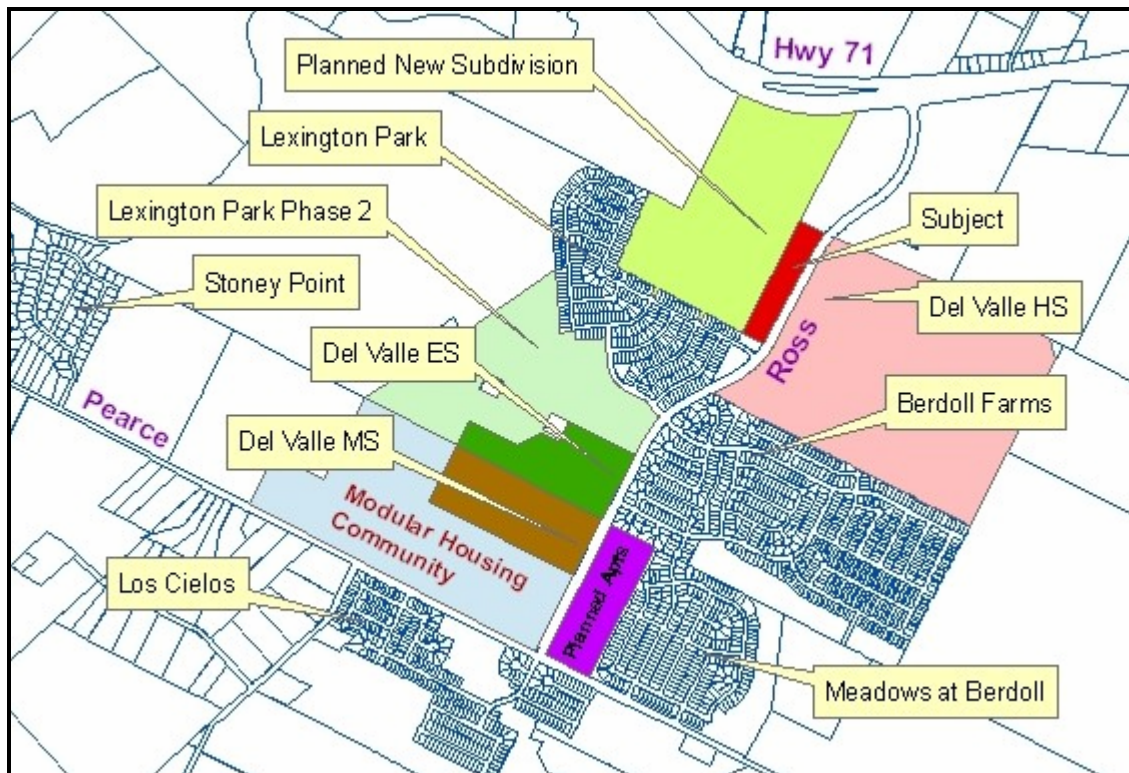 Hwy 71
Planned New Subdivision
Lexington Park
Lexington Park Phase 2
Subject
Stoney Point
Del Valle HS
Ross
Del Valle ES
Berdoll Farms
Pearce
Del Valle MS
Modular Housing
Community
Planned Apts
Los Cielos
Meadows at Berdoll